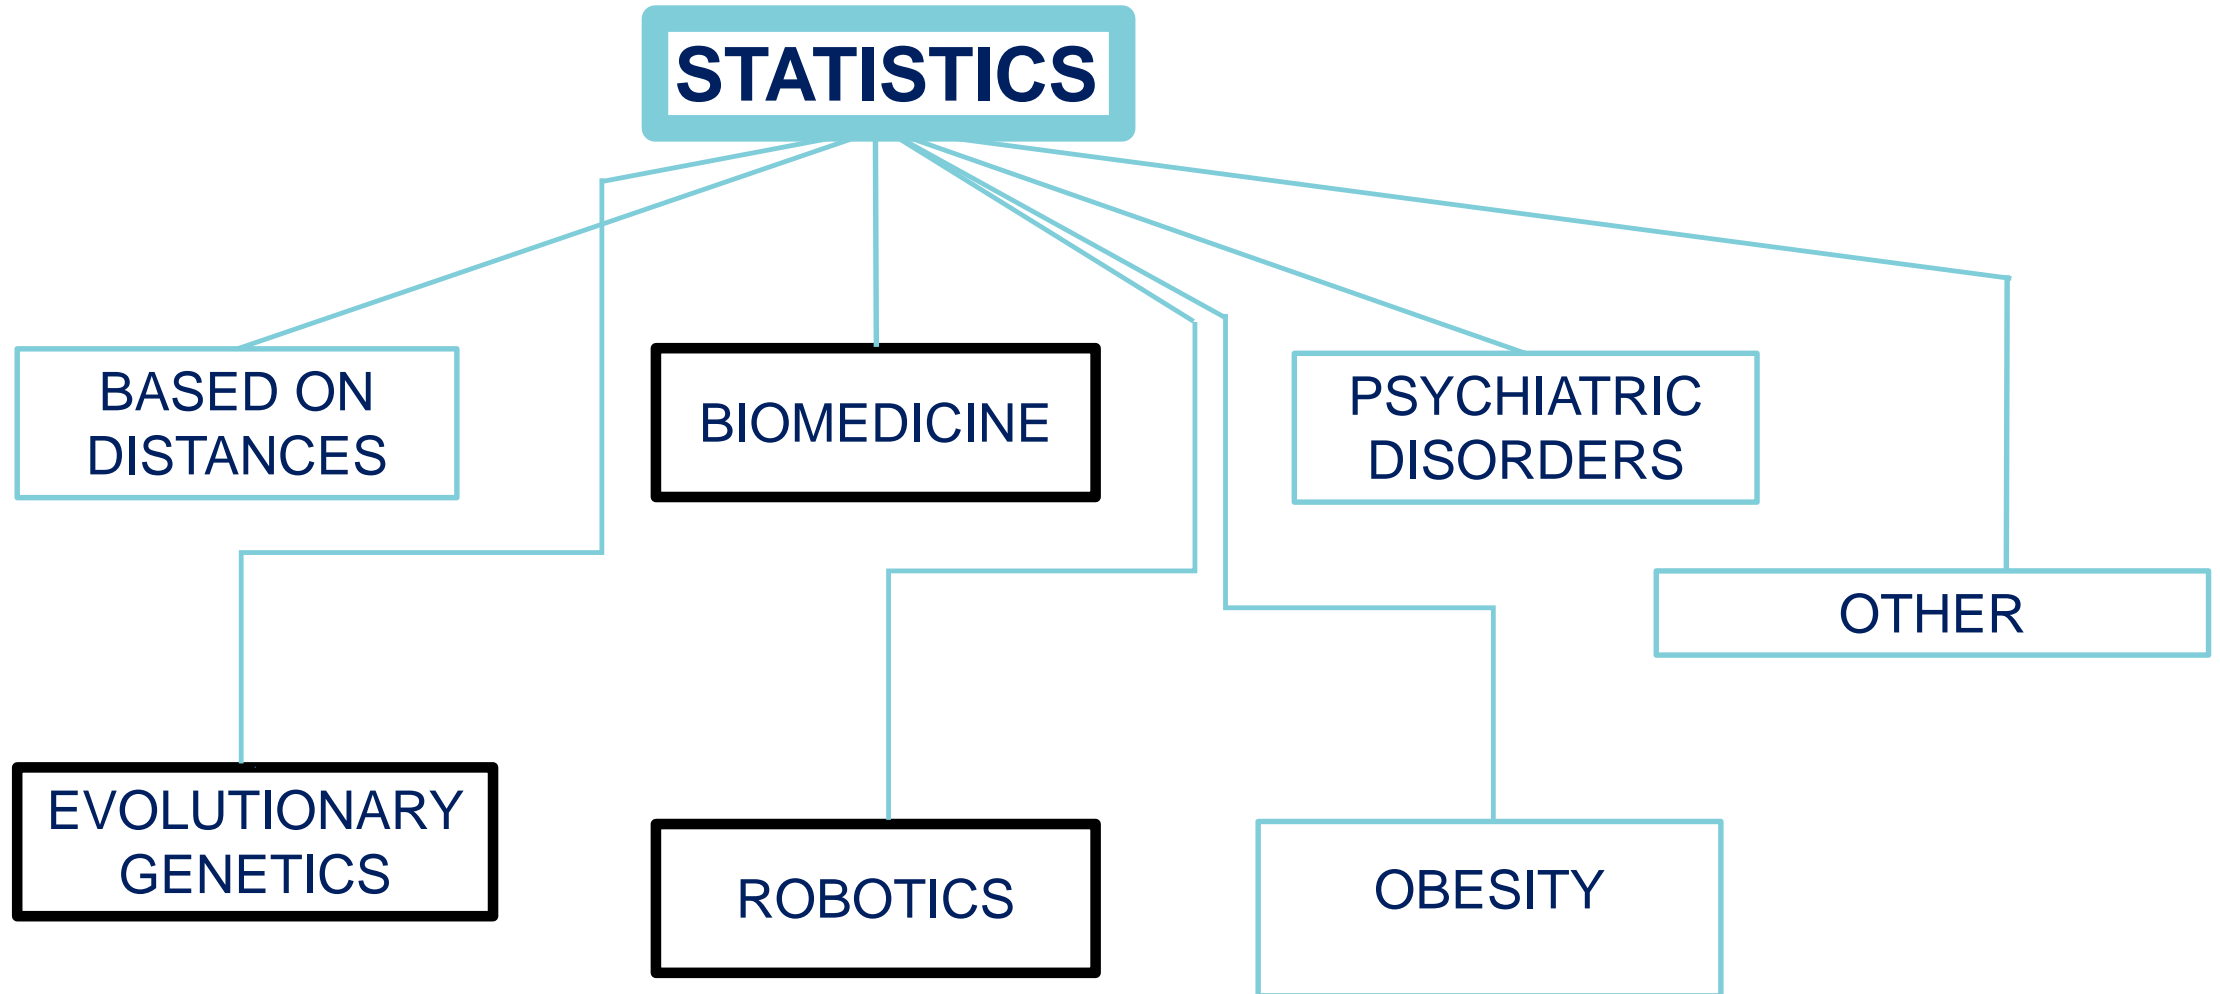 STATISTICS
BASED ON
DISTANCES
BIOMEDICINE
PSYCHIATRIC
DISORDERS
OTHER
EVOLUTIONARY
GENETICS
ROBOTICS
OBESITY